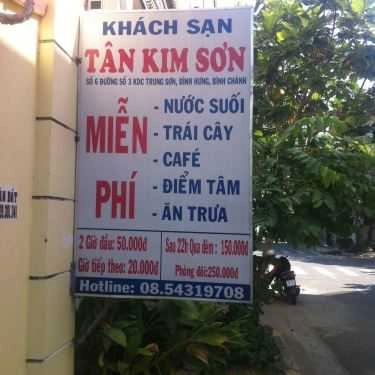 KHÁCH SẠN
TÂN KIM SƠN
SỐ 6 ĐƯỜNG SỐ 3 KDC TRUNG SƠN, BÌNH HƯNG, BÌNH CHÁNH
MIỄN PHÍ
- NƯỚC SUỐI
- TRÁI CÂY
- CAFÉ
- ĐIỂM TÂM
- ĂN TRƯA
2 Giờ đầu: 50.000đ
Giờ tiếp theo: 20.000đ
Sau 22h Qua đêm : 150.000đ
Phòng đôi:250.000đ
Hotline: 08.54319708